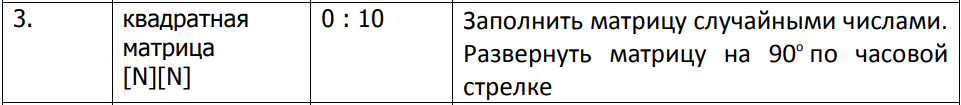 3.
квадратная
матрица
[N][N]
0 : 10
Заполнить матрицу случайными числами.
Развернуть матрицу на 90° по часовой
стрелке